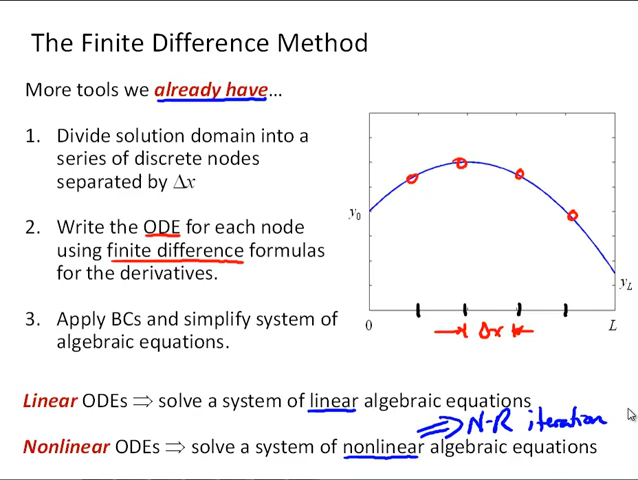 The Finite Difference Method
More tools we already have...
1. Divide solution domain into a
series of discrete nodes
separated by Δx
2. Write the ODE for each node
using finite difference formulas
for the derivatives.
3. Apply BCs and simplify system of
algebraic equations.
y₀
y_L
0
L
Δx
Linear ODEs ⇒ solve a system of linear algebraic equations
⇒ N-R iteration
Nonlinear ODEs ⇒ solve a system of nonlinear algebraic equations